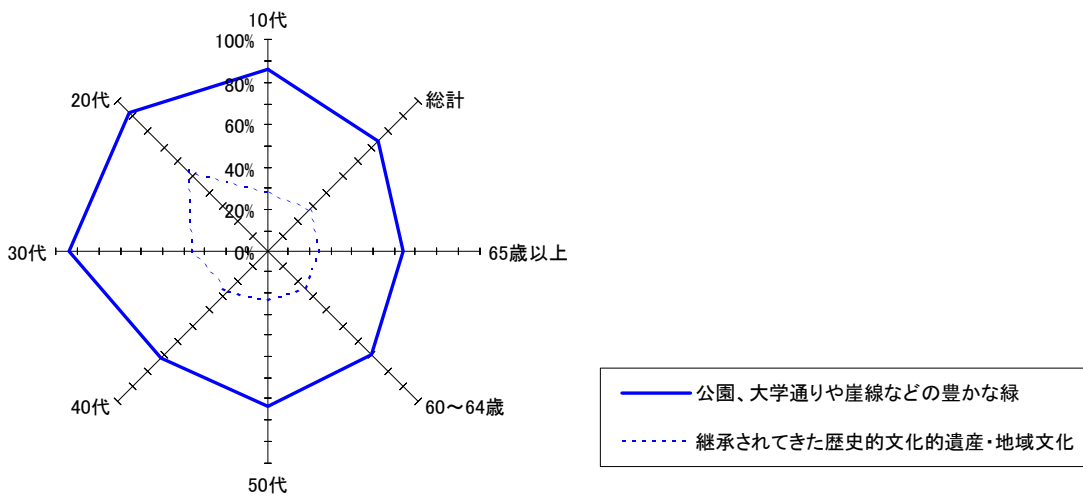 10代
100%
総計
20代
80%
60%
40%
20%
30代
0%
65歳以上
40代
60～64歳
50代
公園、大学通りや崖線などの豊かな緑
継承されてきた歴史的文化的遺産・地域文化